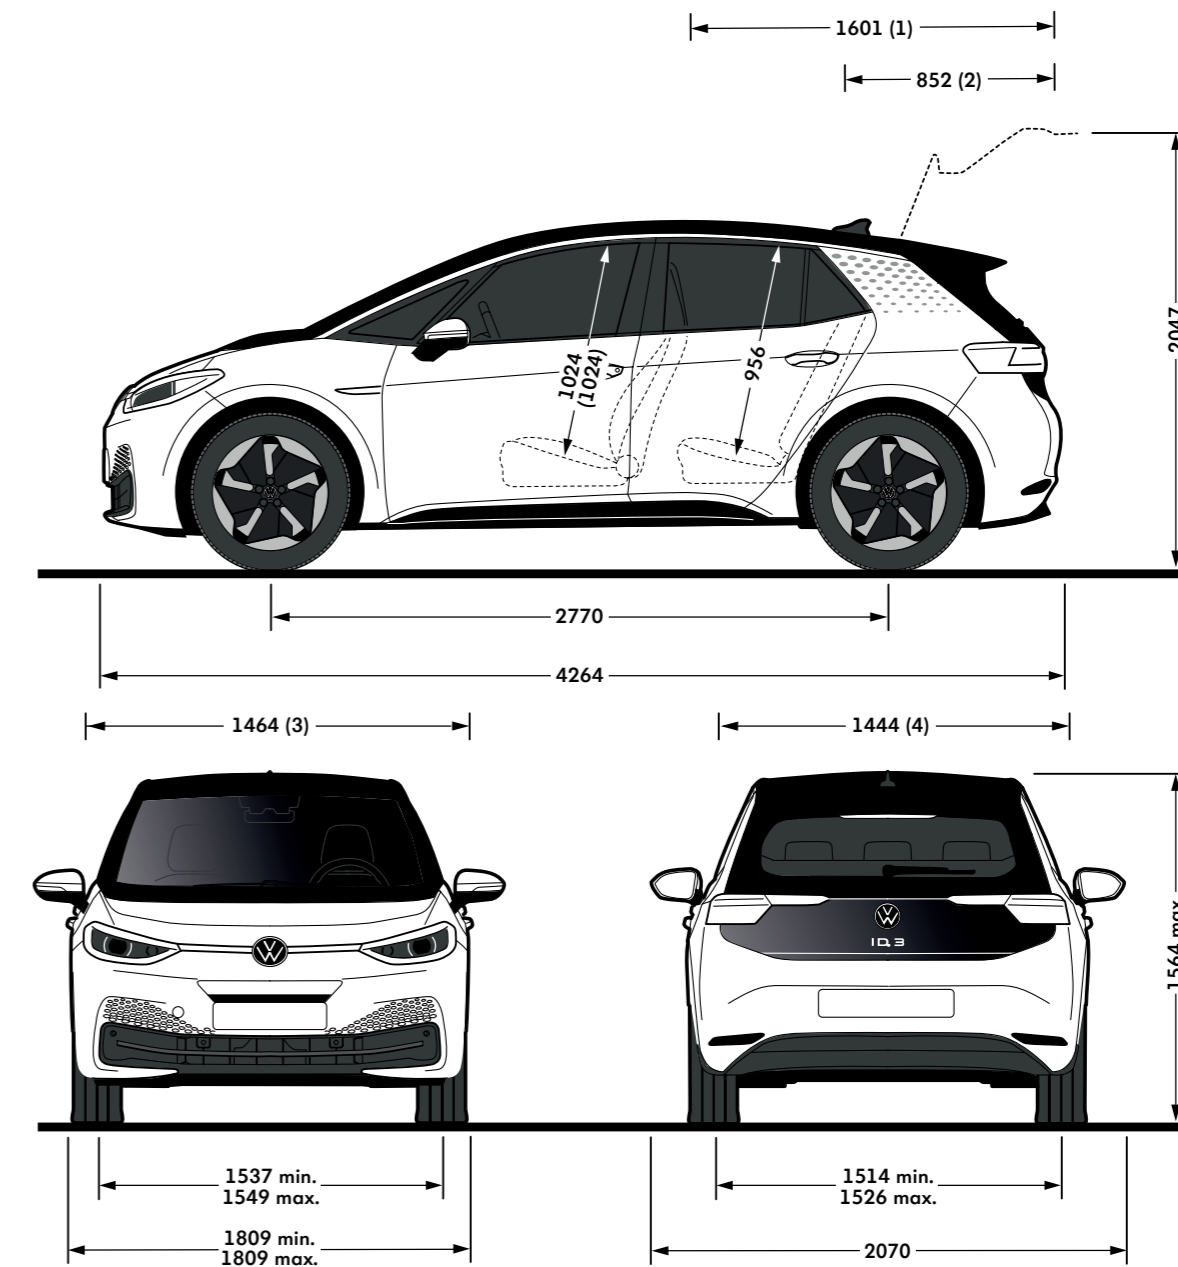 1601 (1)
852 (2)
2047
1024
(1024)
956
2770
4264
1464 (3)
1444 (4)
1564 max.
ID.3
1537 min.
1549 max.
1514 min.
1526 max.
1809 min.
1809 max.
2070